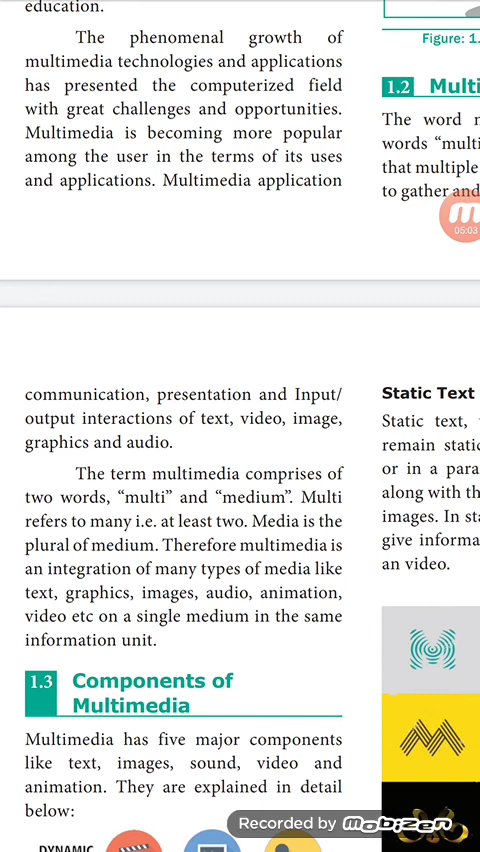 education.
The phenomenal growth of
multimedia technologies and applications
has presented the computerized field
with great challenges and opportunities.
Multimedia is becoming more popular
among the user in the terms of its uses
and applications. Multimedia application
Figure: 1.
1.2 Multi
The word
words “multi
that multiple
to gather and
05:03
communication, presentation and Input/
output interactions of text, video, image,
graphics and audio.
The term multimedia comprises of
two words, “multi” and “medium”. Multi
refers to many i.e. at least two. Media is the
plural of medium. Therefore multimedia is
an integration of many types of media like
text, graphics, images, audio, animation,
video etc on a single medium in the same
information unit.
1.3 Components of
Multimedia
Multimedia has five major components
like text, images, sound, video and
animation. They are explained in detail
below:
DYNAMIC
Static Text
Static text,
remain static
or in a para
along with th
images. In sta
give informa
an video.
Recorded by Mobizen